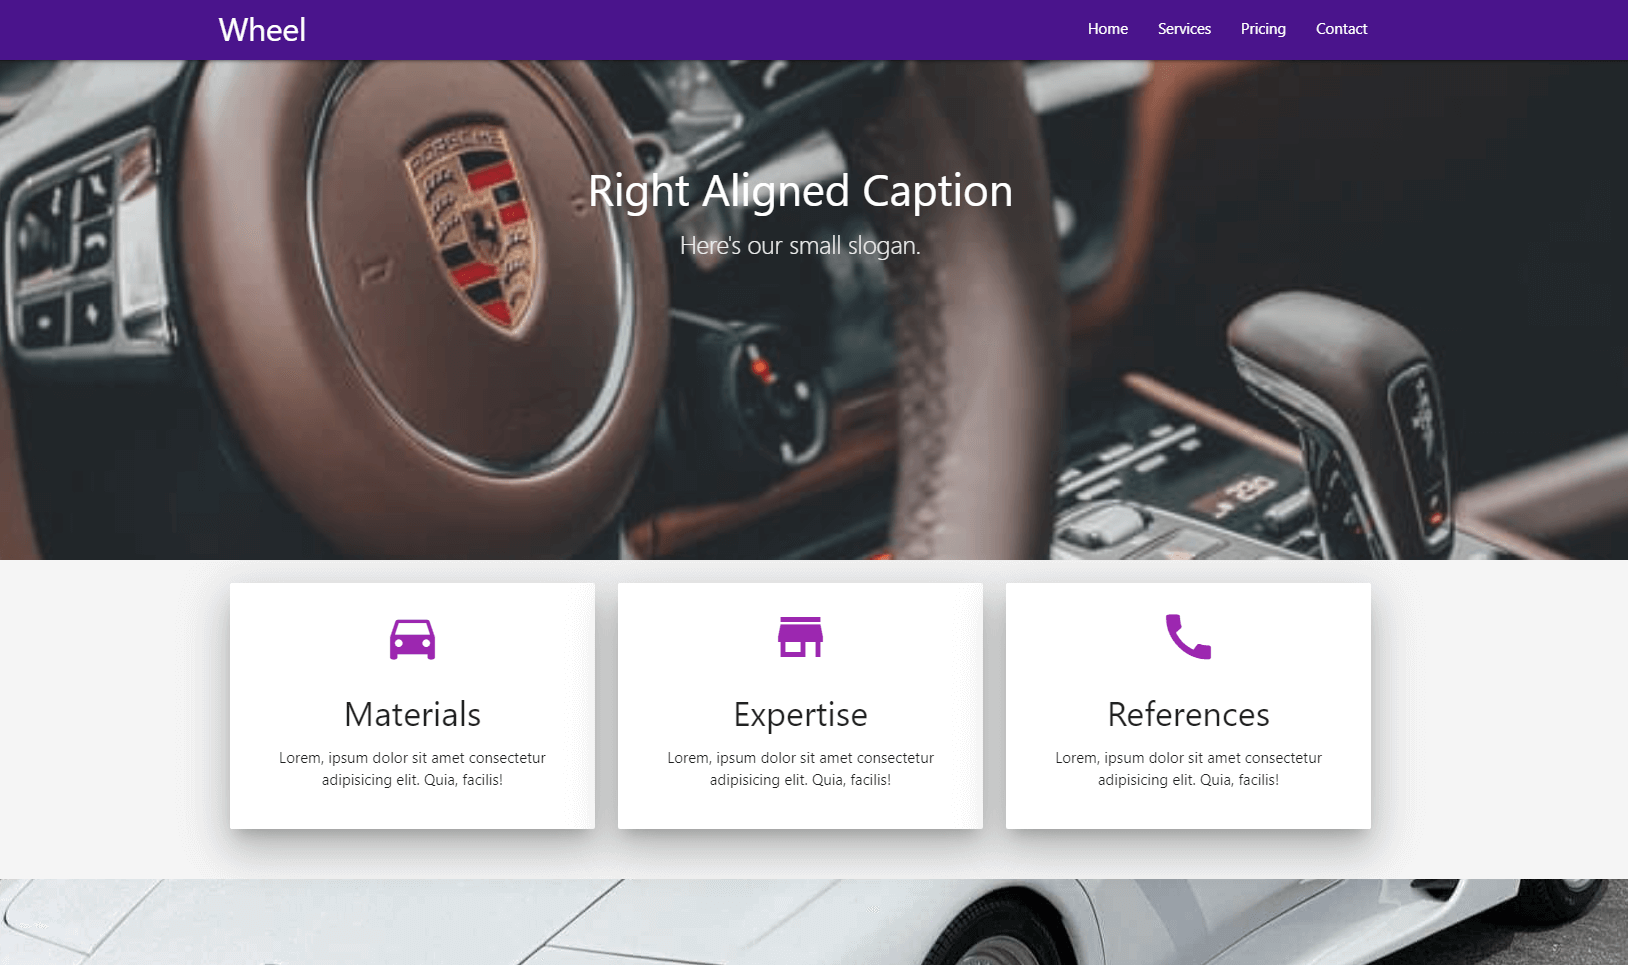 Wheel
Home Services Pricing Contact
PORSCHE
Right Aligned Caption
Here's our small slogan.
Materials
Lorem, ipsum dolor sit amet consectetur
adipisicing elit. Quia, facilis!
Expertise
Lorem, ipsum dolor sit amet consectetur
adipisicing elit. Quia, facilis!
References
Lorem, ipsum dolor sit amet consectetur
adipisicing elit. Quia, facilis!